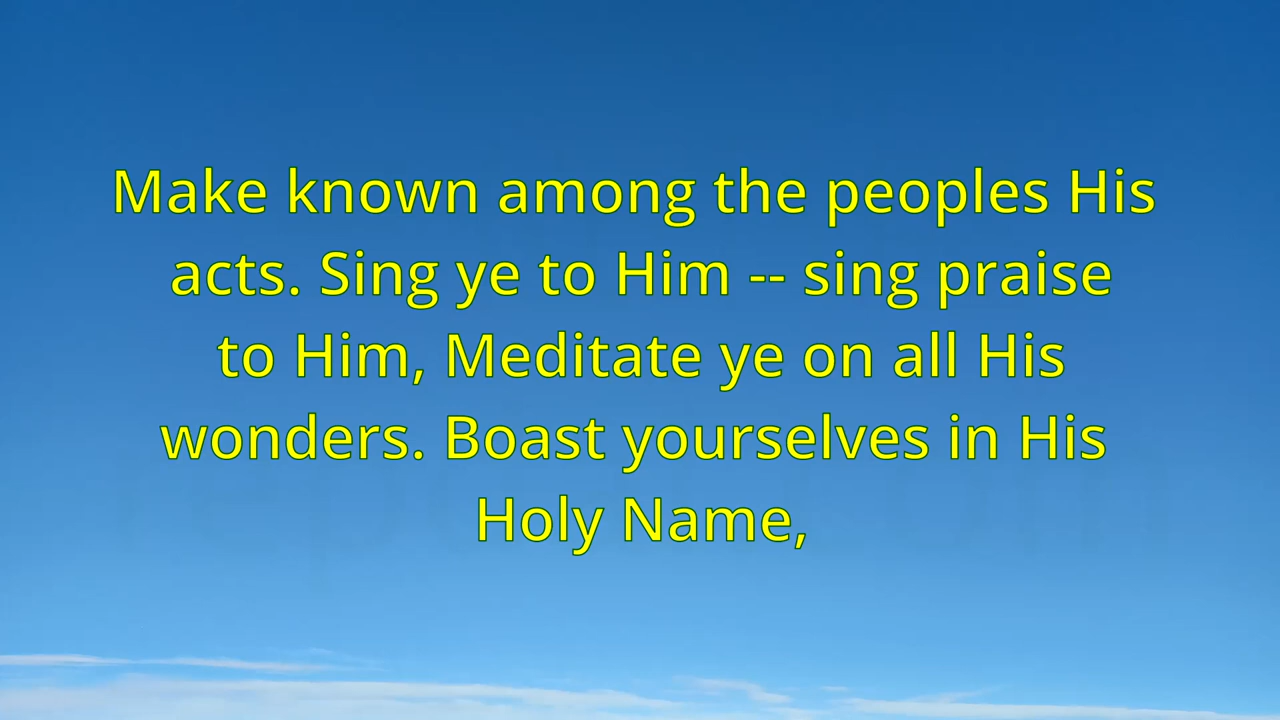 Make known among the peoples His
acts. Sing ye to Him -- sing praise
to Him, Meditate ye on all His
wonders. Boast yourselves in His
Holy Name,